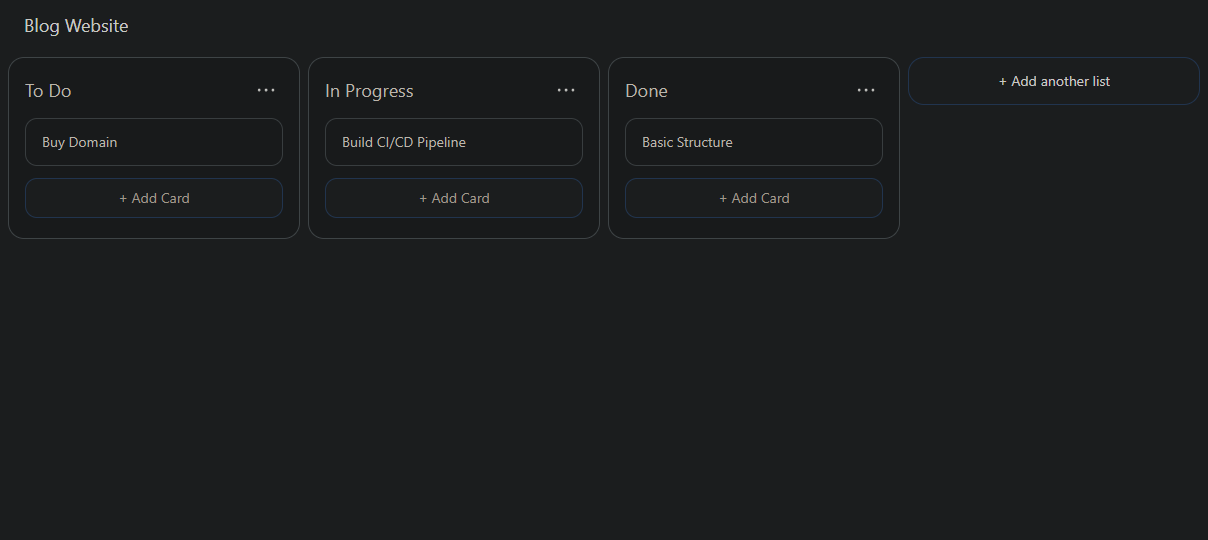 Blog Website
To Do
...
Buy Domain
+ Add Card
In Progress
...
Build CI/CD Pipeline
+ Add Card
Done
...
Basic Structure
+ Add Card
+ Add another list